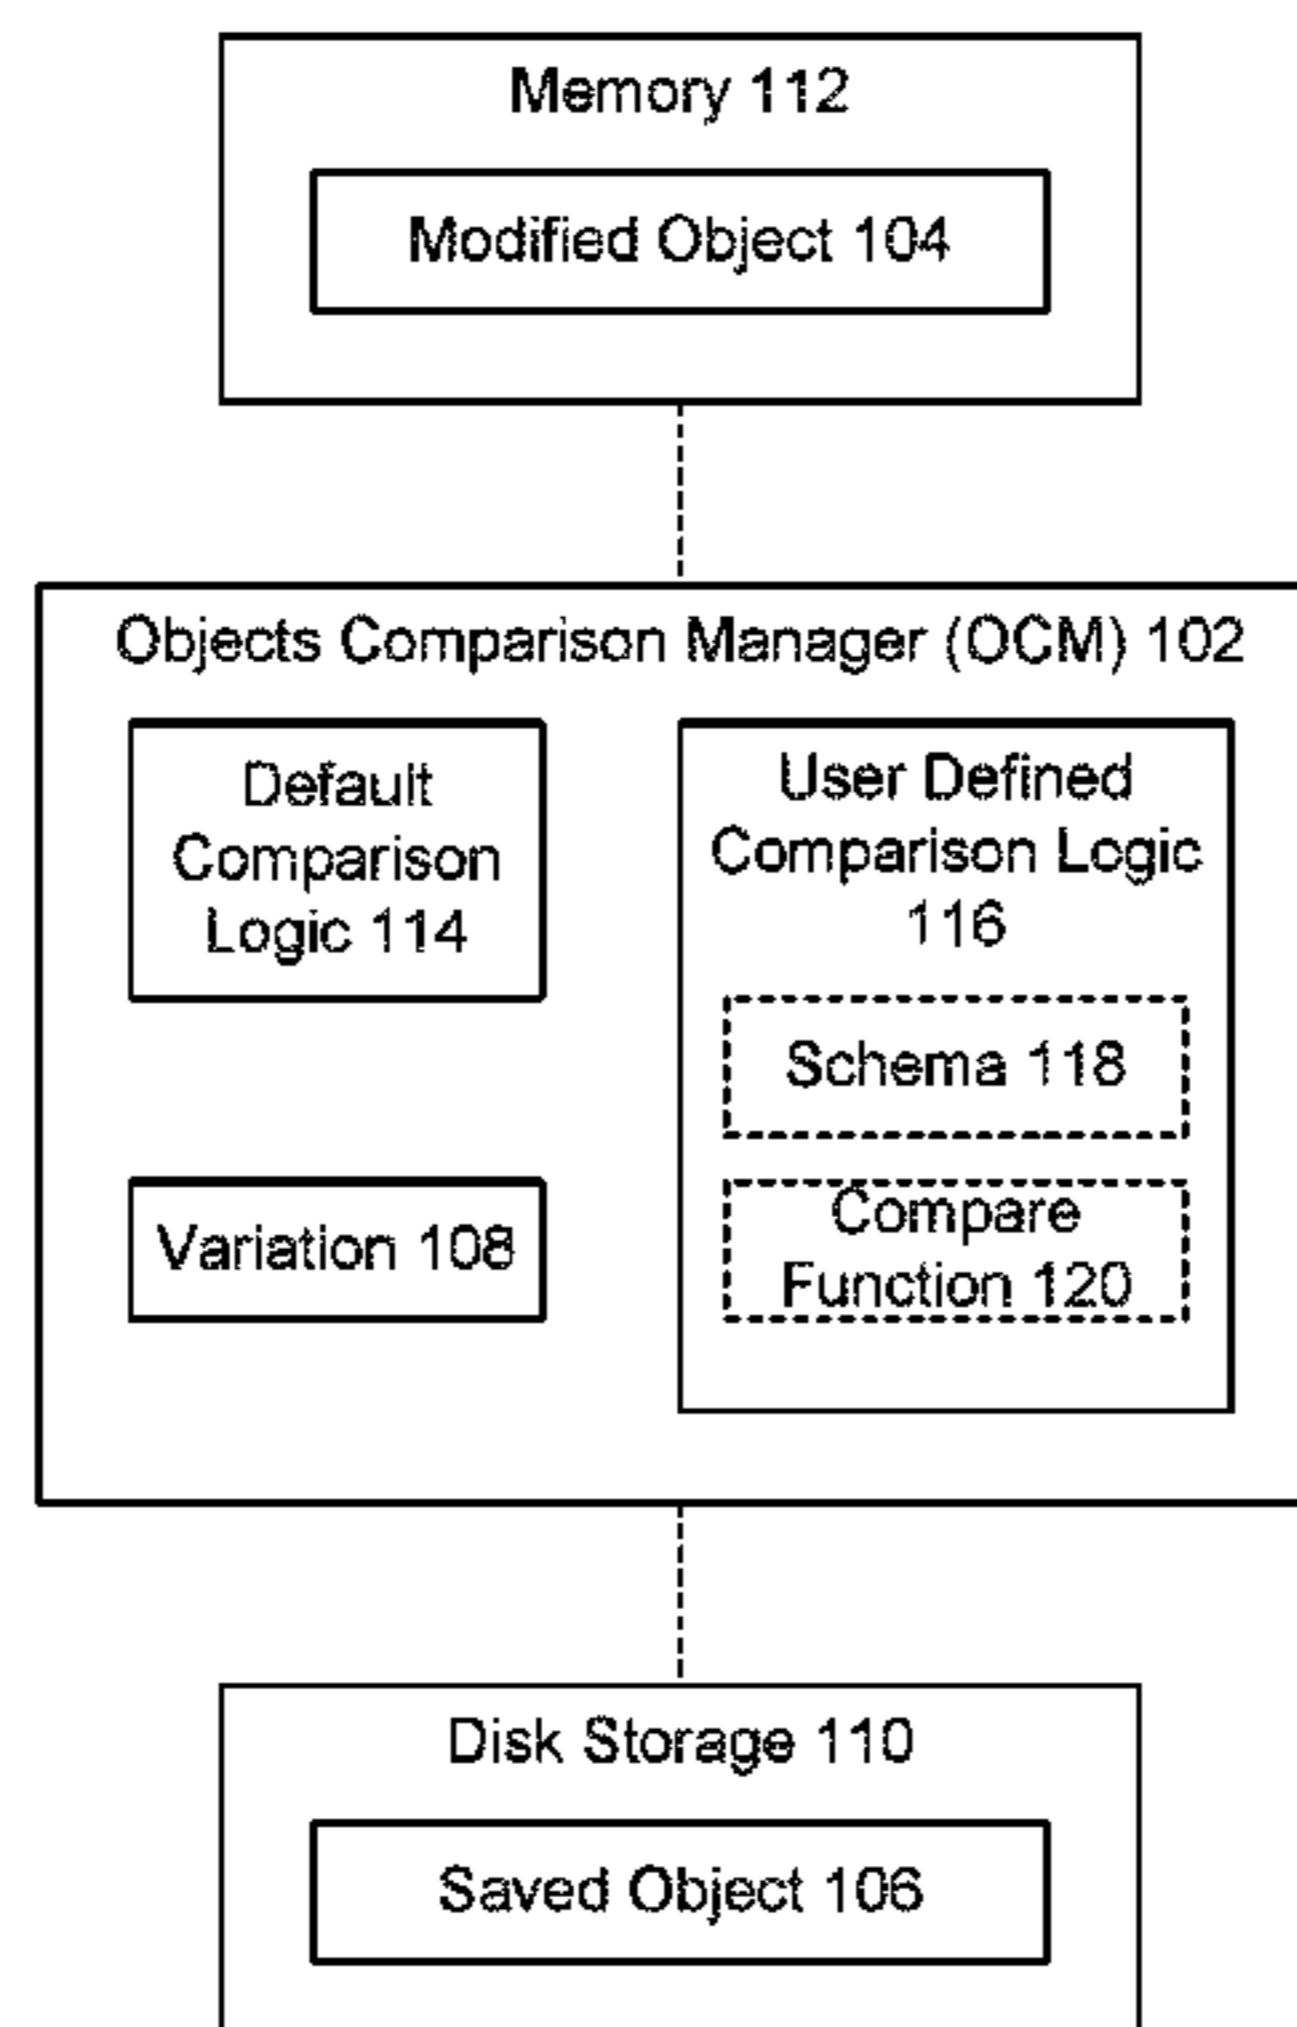 Memory 112
Modified Object 104
Objects Comparison Manager (OCM) 102
Default
Comparison
Logic 114
User Defined
Comparison Logic
116
Schema 118
Variation 108
Compare
Function 120
Disk Storage 110
Saved Object 106